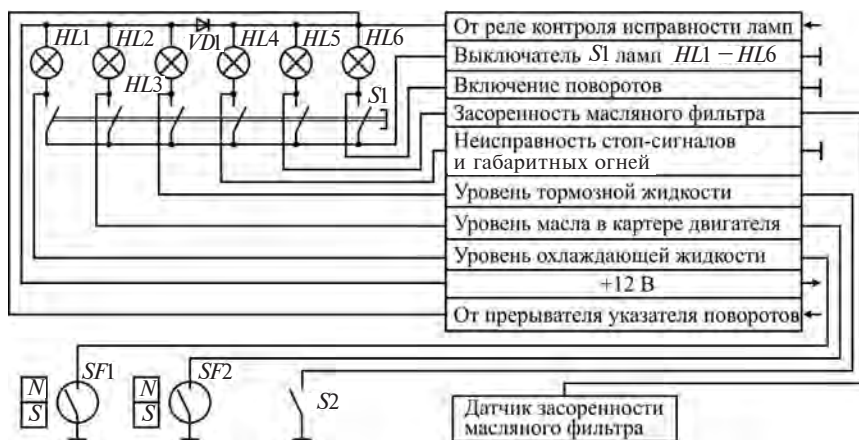 HL1 HL2 VD1 HL4 HL5 HL6
HL3
S1
От реле контроля исправности ламп
Выключатель S1 ламп HL1 – HL6
Включение поворотов
Засоренность масляного фильтра
Неисправность стоп-сигналов
и габаритных огней
Уровень тормозной жидкости
Уровень масла в картере двигателя
Уровень охлаждающей жидкости
+12 В
От прерывателя указателя поворотов
N
S
SF1
N
S
SF2
S2
Датчик засоренности
масляного фильтра